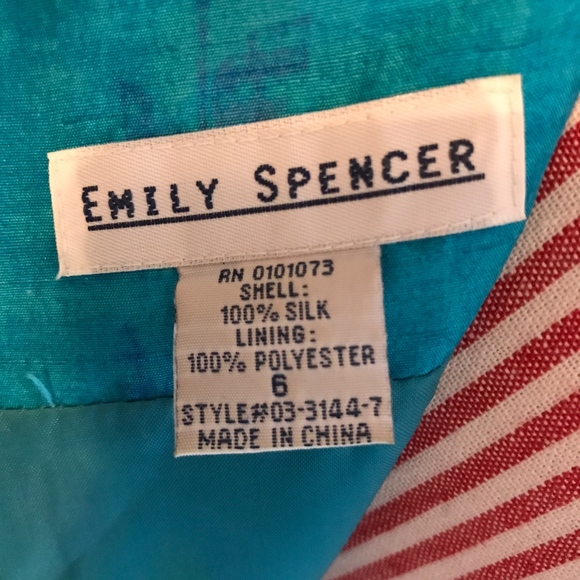 EMILY SPENCER
RN 0101073
SHELL:
100% SILK
LINING:
100% POLYESTER
6
STYLE#03-3144-7
MADE IN CHINA